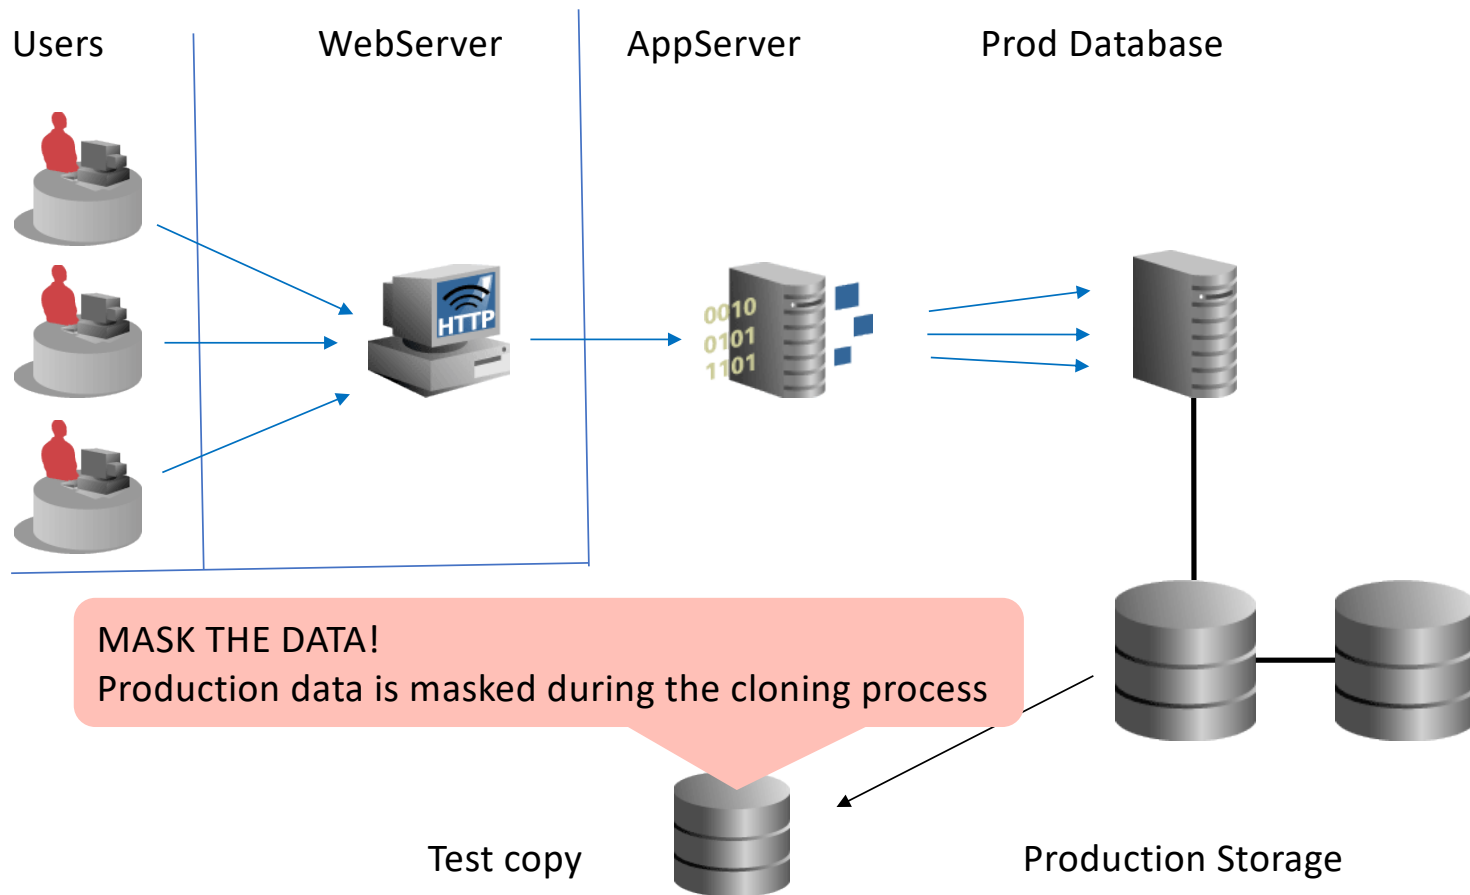 Users
WebServer
AppServer
Prod Database
HTTP
0010
0101
1101
MASK THE DATA!
Production data is masked during the cloning process
Test copy
Production Storage